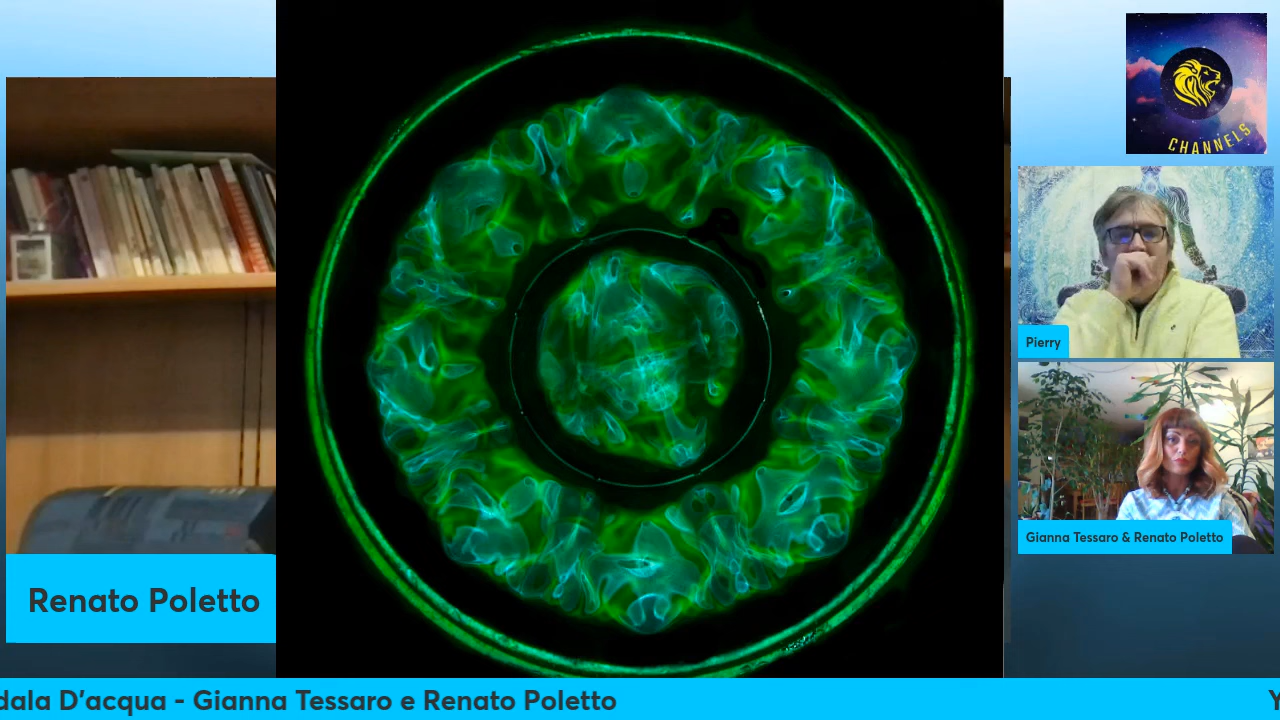 CHANNELS
Pierry
Gianna Tessaro & Renato Poletto
Renato Poletto
dala D'acqua - Gianna Tessaro e Renato Poletto
Y